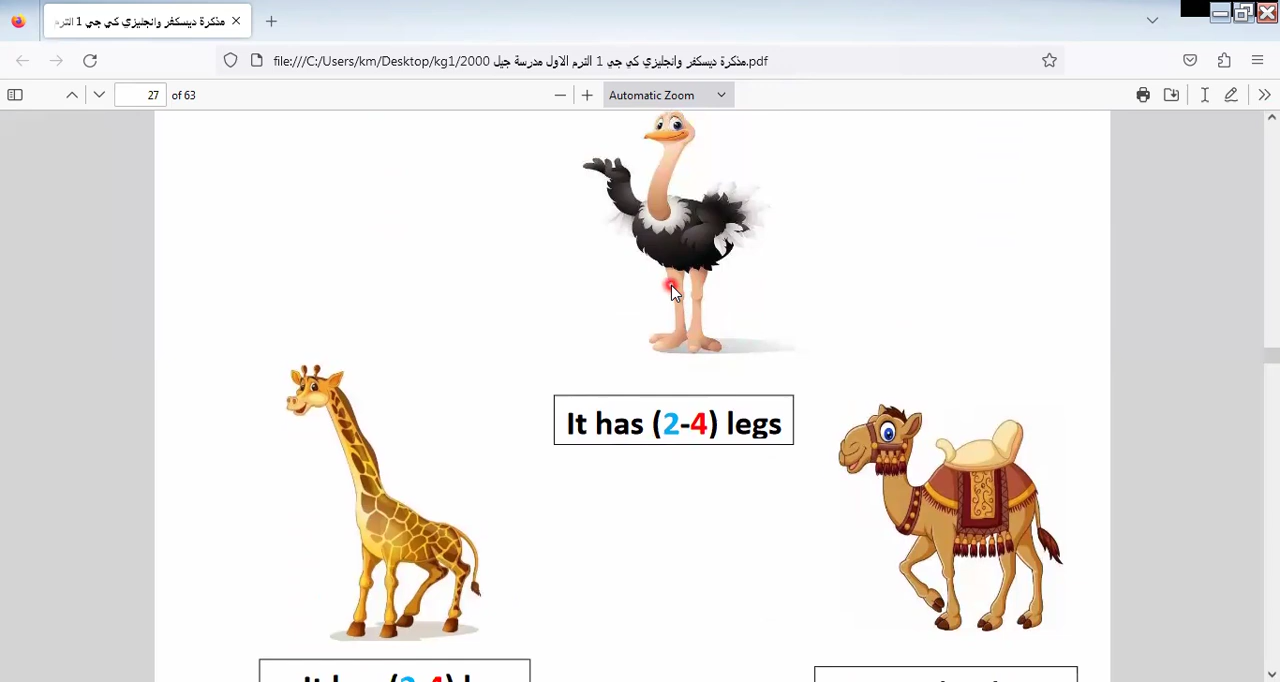 مذكرة ديسكفر وانجليزي كي جي 1 الترم
file:///C:/Users/km/Desktop/kg1/2000 مذكرة ديسكفر وانجليزي كي جي 1 الترم الاول مدرسة جيل.pdf
27 of 63
Automatic Zoom
It has (2-4) legs